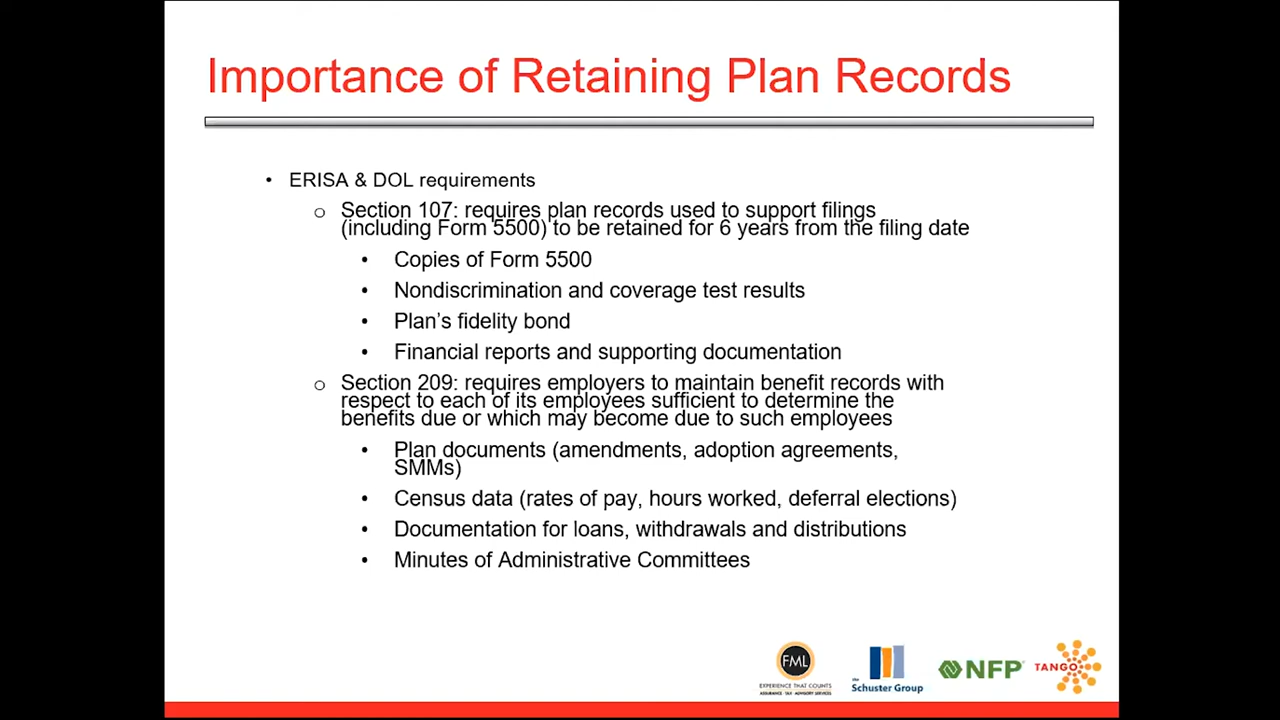 Importance of Retaining Plan Records
• ERISA & DOL requirements
o Section 107: requires plan records used to support filings
(including Form 5500) to be retained for 6 years from the filing date
• Copies of Form 5500
• Nondiscrimination and coverage test results
• Plan’s fidelity bond
• Financial reports and supporting documentation
o Section 209: requires employers to maintain benefit records with
respect to each of its employees sufficient to determine the
benefits due or which may become due to such employees
• Plan documents (amendments, adoption agreements,
SMMs)
• Census data (rates of pay, hours worked, deferral elections)
• Documentation for loans, withdrawals and distributions
• Minutes of Administrative Committees
FML
EXPERIENCE THAT COUNTS
ASSURANCE · TAX · ADVISORY SERVICES
the
Schuster Group
NFP
TANGO